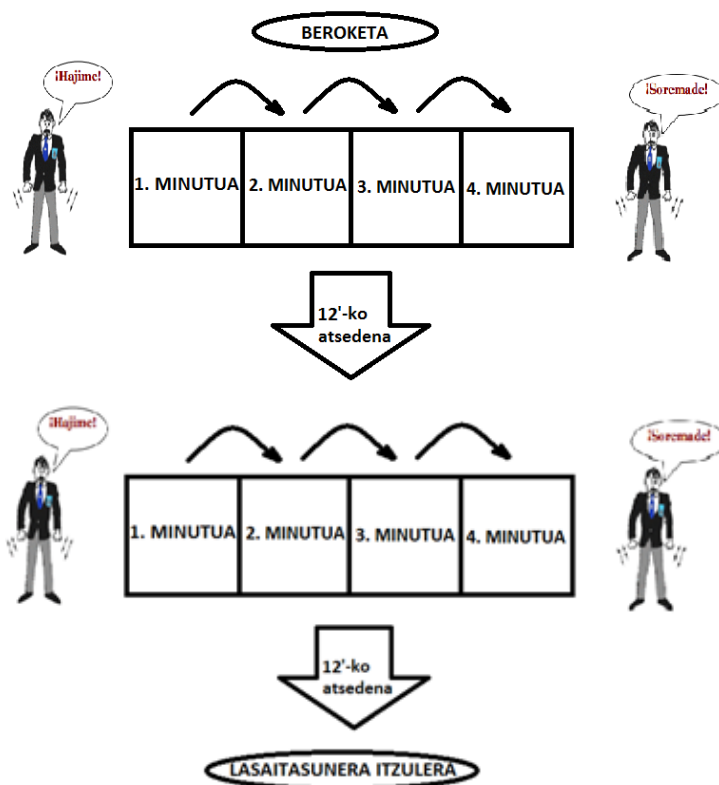 BEROKETA
¡Hajime!
¡Soremade!
1. MINUTUA
2. MINUTUA
3. MINUTUA
4. MINUTUA
12'-ko
atsedena
¡Hajime!
¡Soremade!
1. MINUTUA
2. MINUTUA
3. MINUTUA
4. MINUTUA
12'-ko
atsedena
LASAITASUNERA ITZULERA